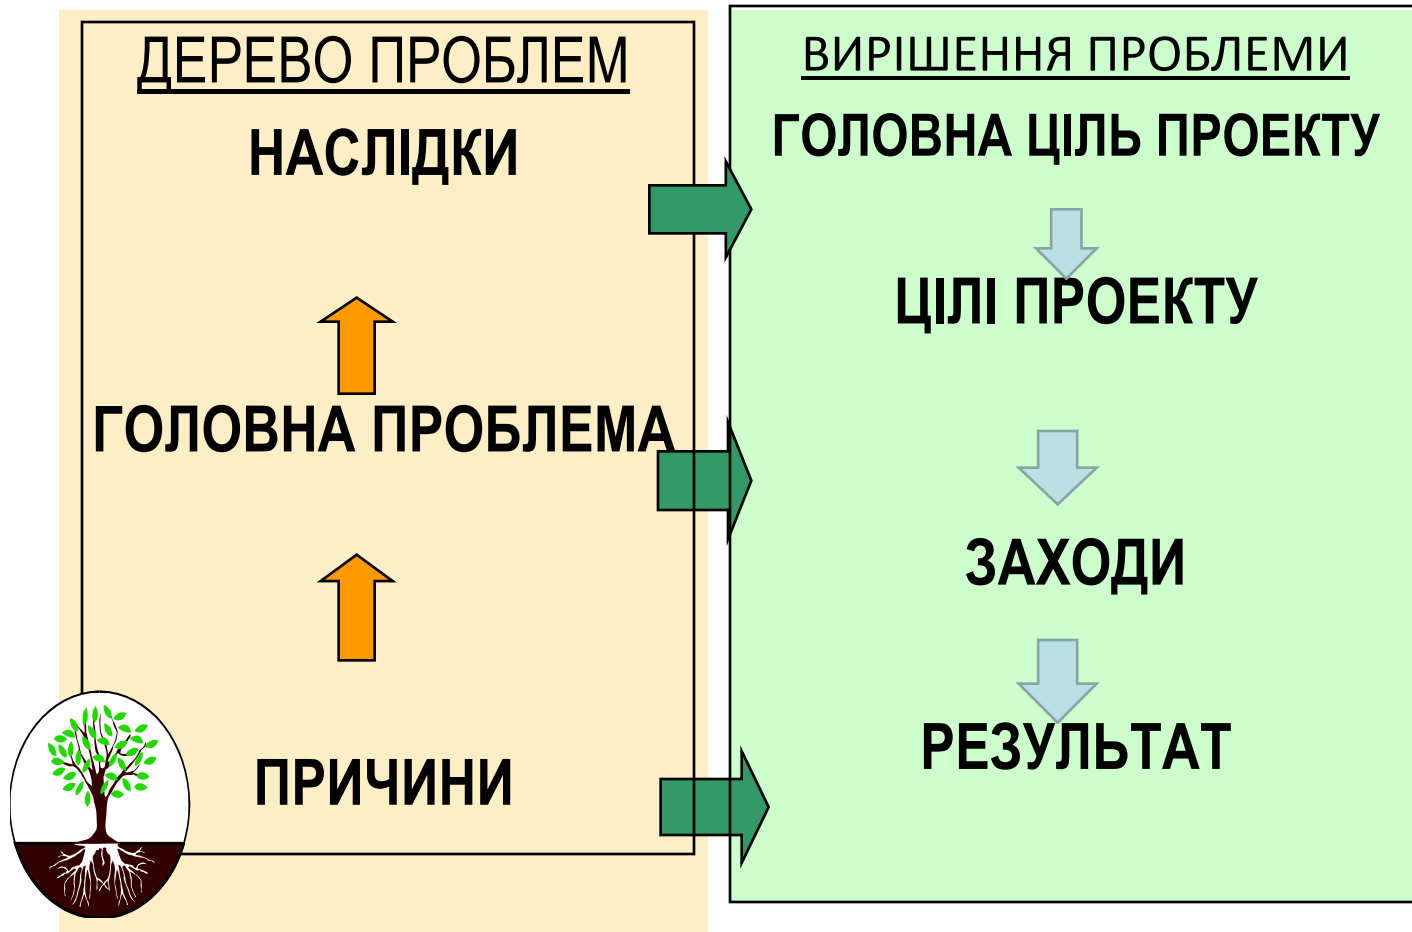 ДЕРЕВО ПРОБЛЕМ
НАСЛІДКИ
ГОЛОВНА ПРОБЛЕМА
ПРИЧИНИ
ВИРІШЕННЯ ПРОБЛЕМИ
ГОЛОВНА ЦІЛЬ ПРОЕКТУ
ЦІЛІ ПРОЕКТУ
ЗАХОДИ
РЕЗУЛЬТАТ